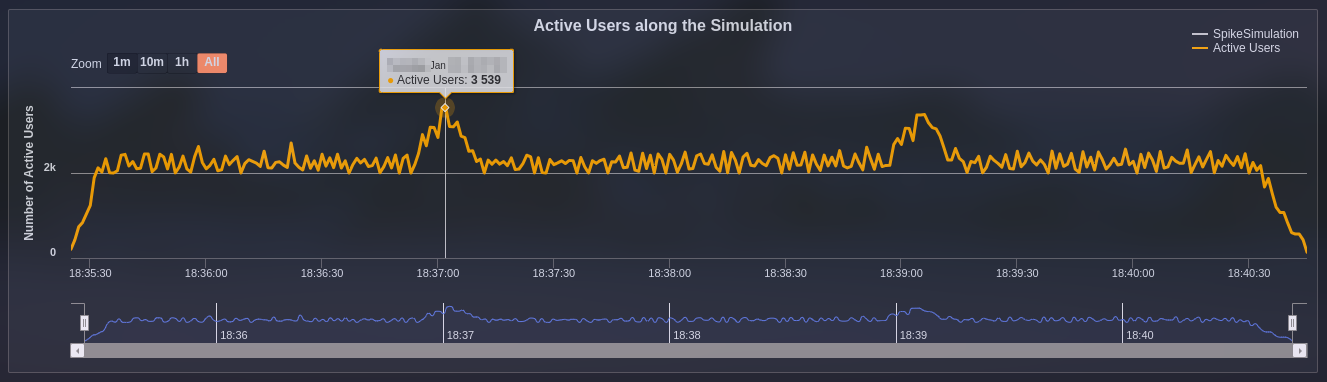 Active Users along the Simulation
SpikeSimulation
Active Users
Zoom 1m 10m 1h All
Jan
Active Users: 3 539
Number of Active Users
2k
0
18:35:30 18:36:00 18:36:30 18:37:00 18:37:30 18:38:00 18:38:30 18:39:00 18:39:30 18:40:00 18:40:30
18:36 18:37 18:38 18:39 18:40